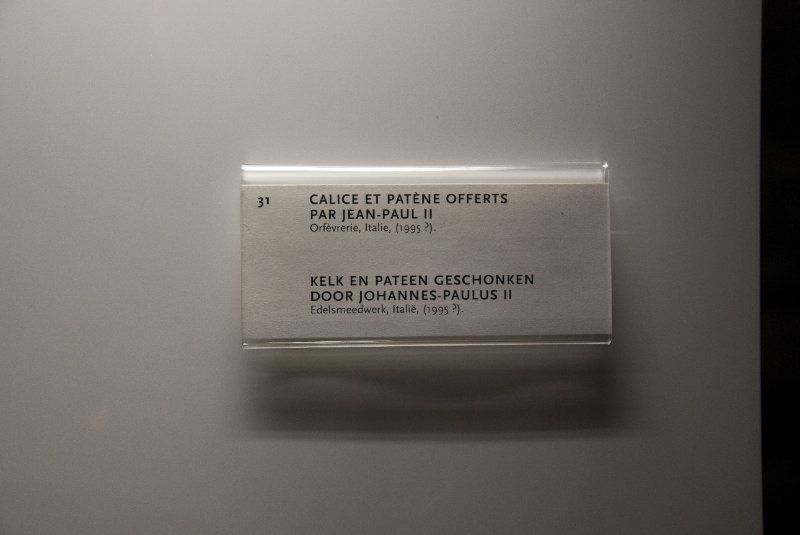 31
CALICE ET PATÈNE OFFERTS
PAR JEAN-PAUL II
Orfèvrerie, Italie, (1995 ?).
KELK EN PATEEN GESCHONKEN
DOOR JOHANNES-PAULUS II
Edelsmeedwerk, Italië, (1995 ?).